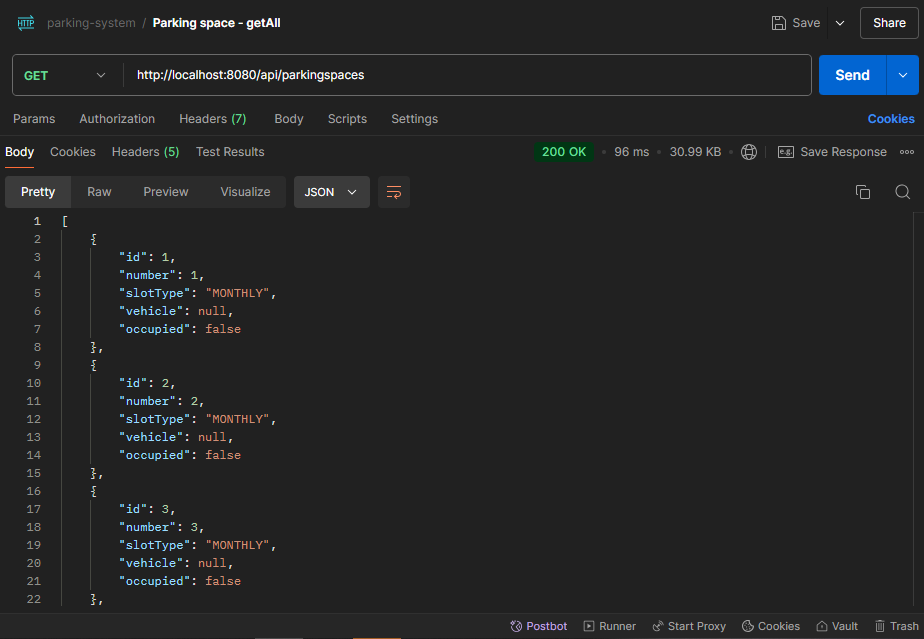 HTTP parking-system / Parking space - getAll Save Share
GET http://localhost:8080/api/parkingspaces Send
Params Authorization Headers (7) Body Scripts Settings Cookies
Body Cookies Headers (5) Test Results 200 OK 96 ms 30.99 KB e.g. Save Response
Pretty Raw Preview Visualize JSON
1 [
2 {
3 "id": 1,
4 "number": 1,
5 "slotType": "MONTHLY",
6 "vehicle": null,
7 "occupied": false
8 },
9 {
10 "id": 2,
11 "number": 2,
12 "slotType": "MONTHLY",
13 "vehicle": null,
14 "occupied": false
15 },
16 {
17 "id": 3,
18 "number": 3,
19 "slotType": "MONTHLY",
20 "vehicle": null,
21 "occupied": false
22 },
Postbot Runner Start Proxy Cookies Vault Trash